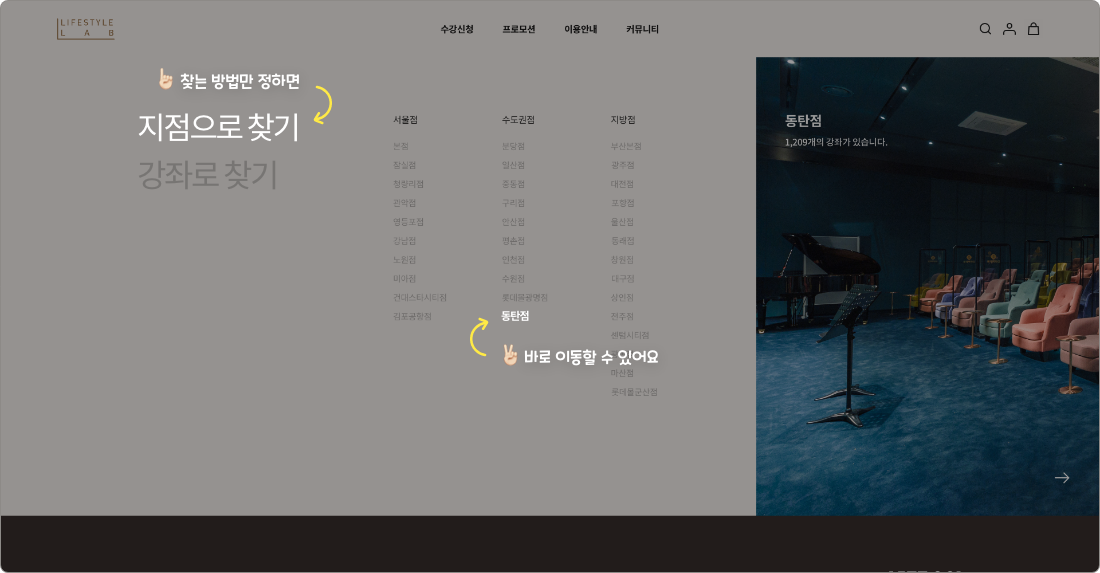 LIFESTYLE
LAB
수강신청 프로모션 이용안내 커뮤니티
찾는 방법만 정하면
지점으로 찾기
강좌로 찾기
서울점
본점
잠실점
청량리점
관악점
영등포점
강남점
노원점
미아점
건대스타시티점
김포공항점
수도권점
분당점
일산점
중동점
구리점
안산점
평촌점
인천점
수원점
롯데몰광명점
동탄점
바로 이동할 수 있어요
지방점
부산본점
광주점
대전점
포항점
울산점
동래점
창원점
대구점
상인점
전주점
센텀시티점
마산점
롯데몰군산점
동탄점
1,209개의 강좌가 있습니다.